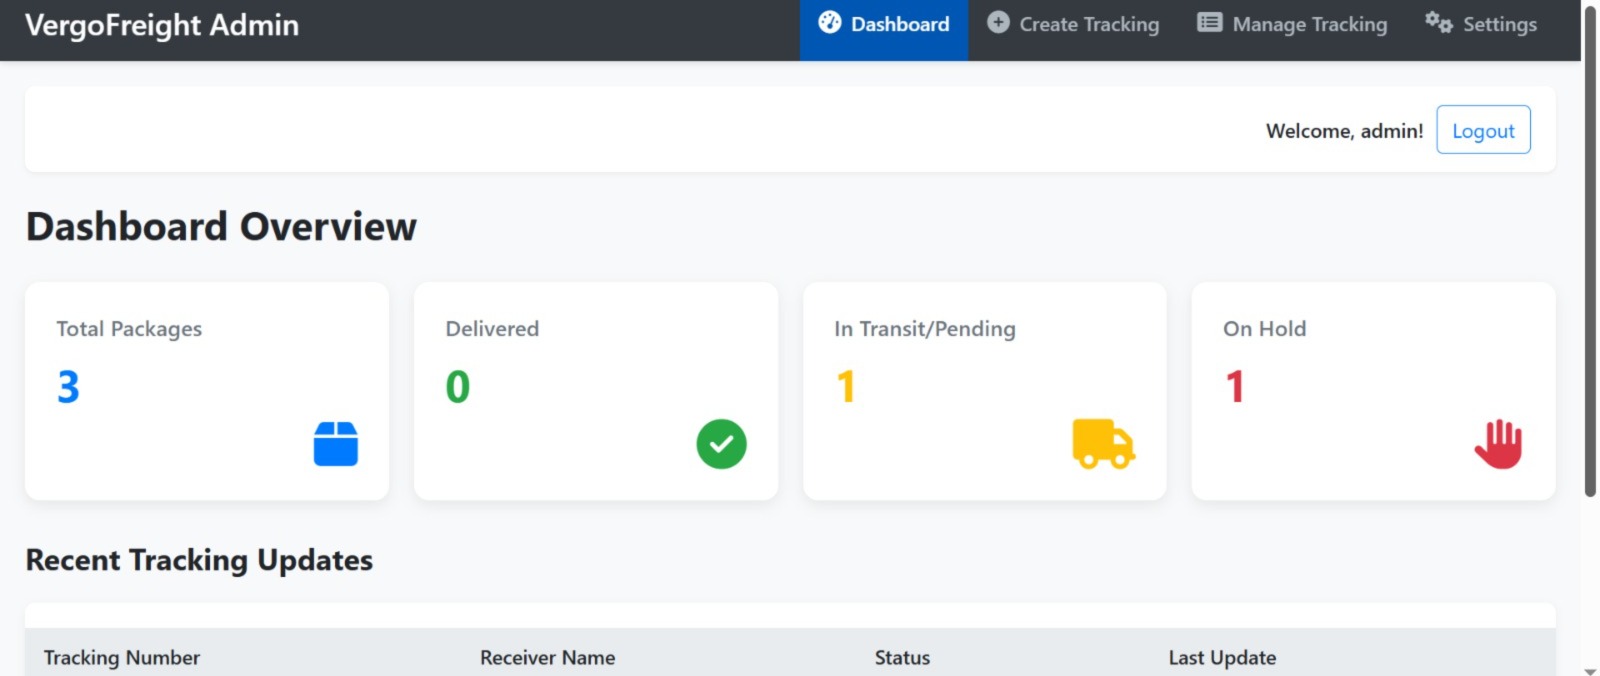 VergoFreight Admin
Dashboard
Create Tracking
Manage Tracking
Settings
Welcome, admin!
Logout
Dashboard Overview
Total Packages
3
Delivered
0
In Transit/Pending
1
On Hold
1
Recent Tracking Updates
Tracking Number
Receiver Name
Status
Last Update